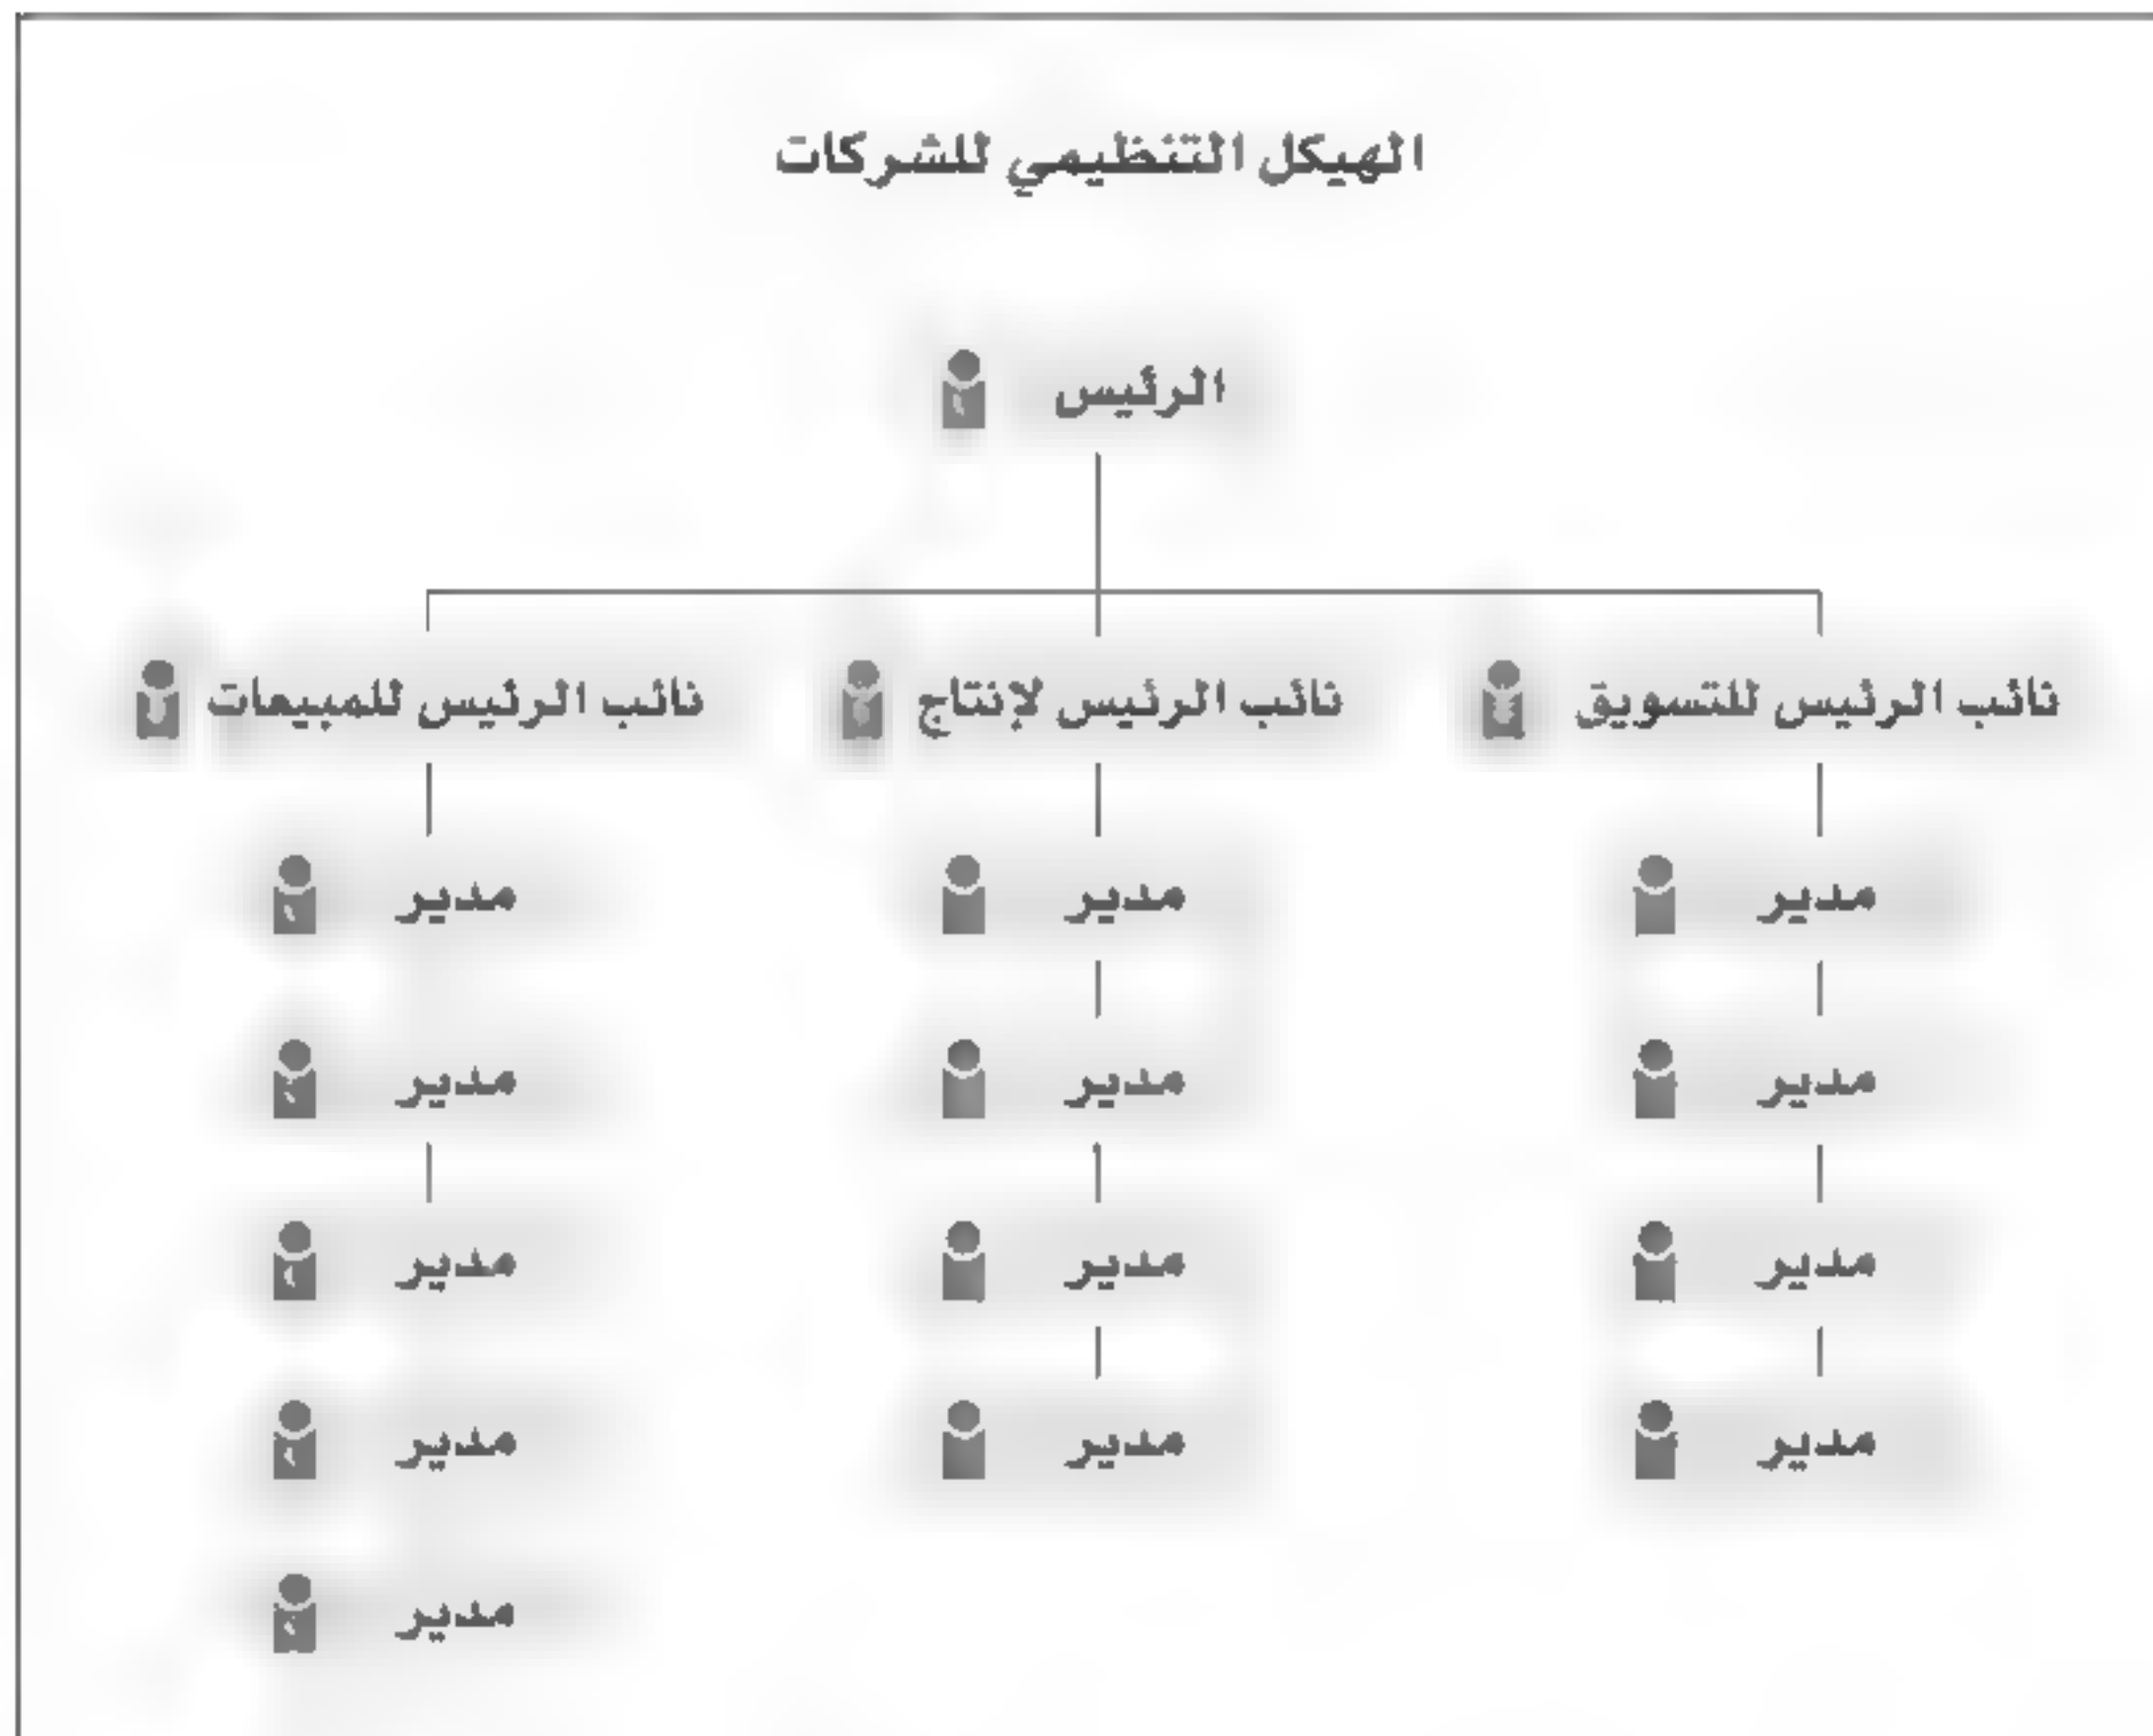 الهيكل التنظيمي للشركات
الرئيس
نائب الرئيس للتسويق نائب الرئيس لإنتاج نائب الرئيس للمبيعات
مدير مدير مدير
مدير مدير مدير
مدير مدير مدير
مدير مدير مدير
مدير